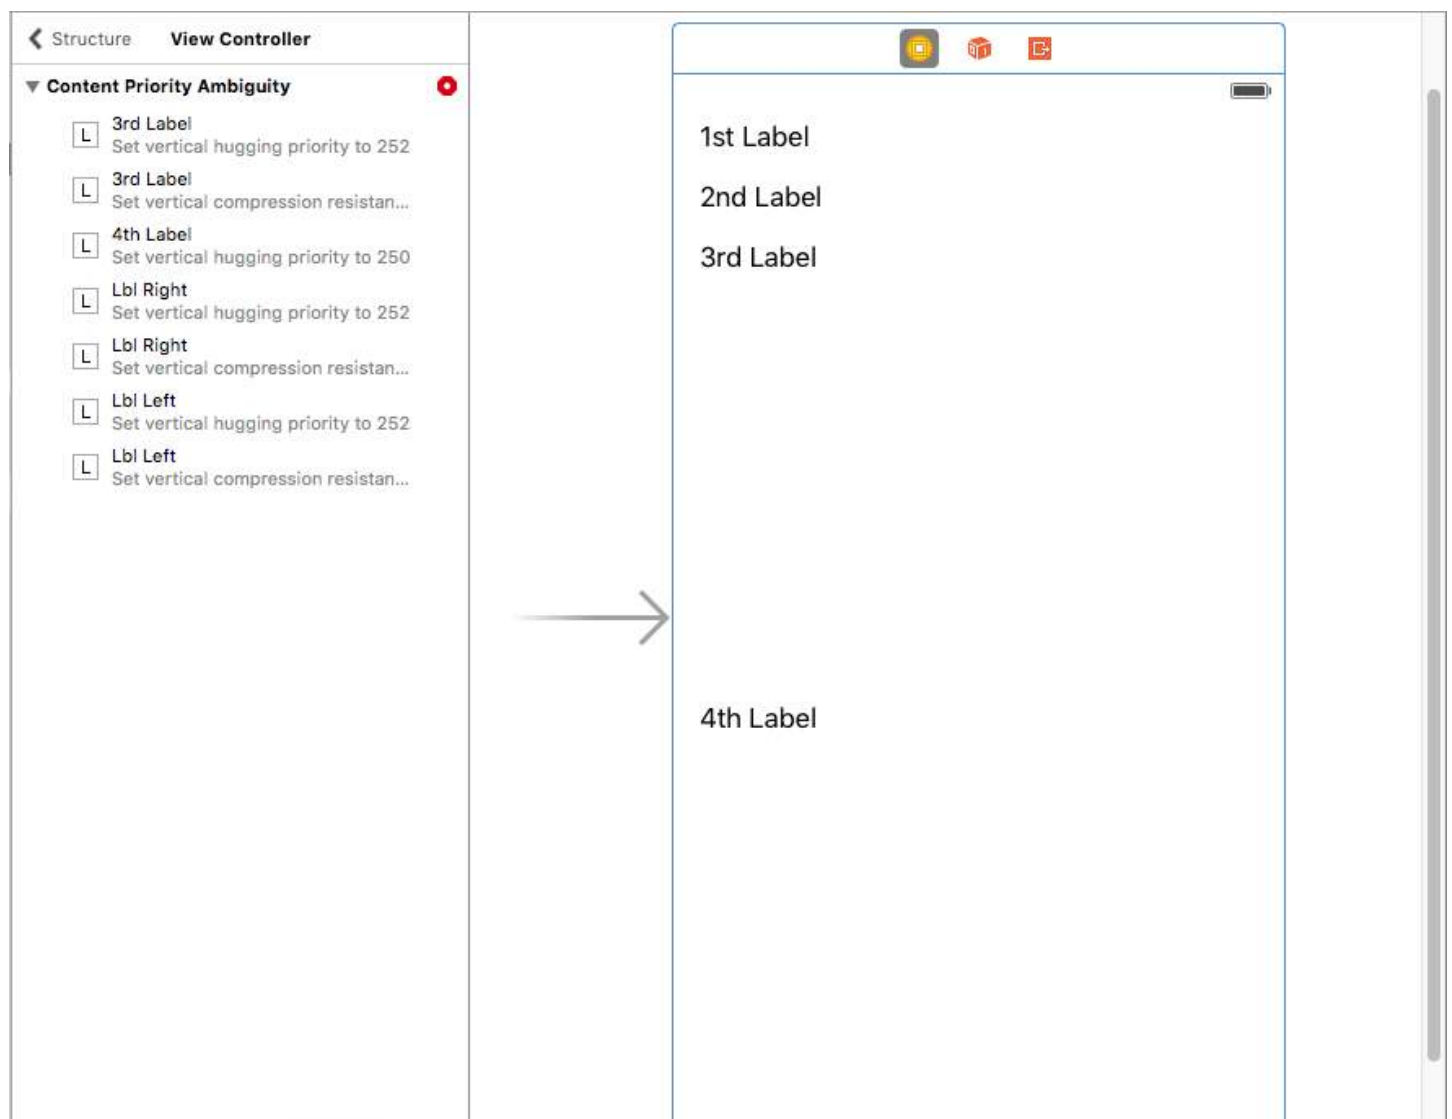 Structure View Controller
Content Priority Ambiguity
L 3rd Label
Set vertical hugging priority to 252
L 3rd Label
Set vertical compression resistan...
L 4th Label
Set vertical hugging priority to 250
L Lbl Right
Set vertical hugging priority to 252
L Lbl Right
Set vertical compression resistan...
L Lbl Left
Set vertical hugging priority to 252
L Lbl Left
Set vertical compression resistan...
1st Label
2nd Label
3rd Label
4th Label